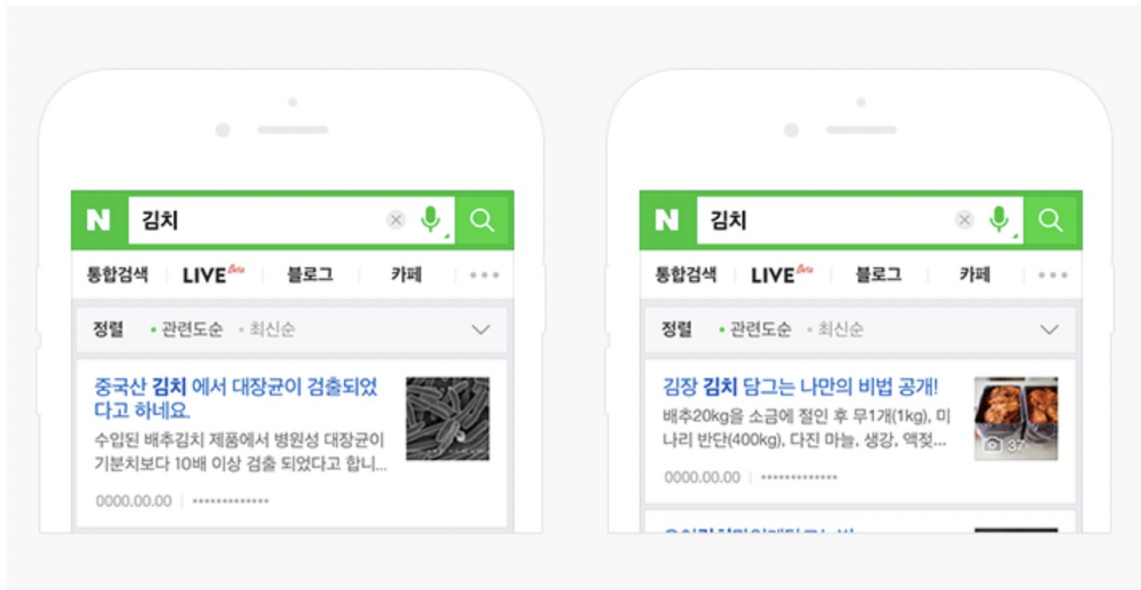 N 김치
통합검색 LIVE Beta 블로그 카페
정렬 • 관련도순 • 최신순
중국산 김치 에서 대장균이 검출되었
다고 하네요.
수입된 배추김치 제품에서 병원성 대장균이
기분치보다 10배 이상 검출 되었다고 합니...
0000.00.00 | •••••••••••••
N 김치
통합검색 LIVE Beta 블로그 카페
정렬 • 관련도순 • 최신순
김장 김치 담그는 나만의 비법 공개!
배추20kg을 소금에 절인 후 무1개(1kg), 미
나리 반단(400kg), 다진 마늘, 생강, 액젖...
37
0000.00.00 | •••••••••••••